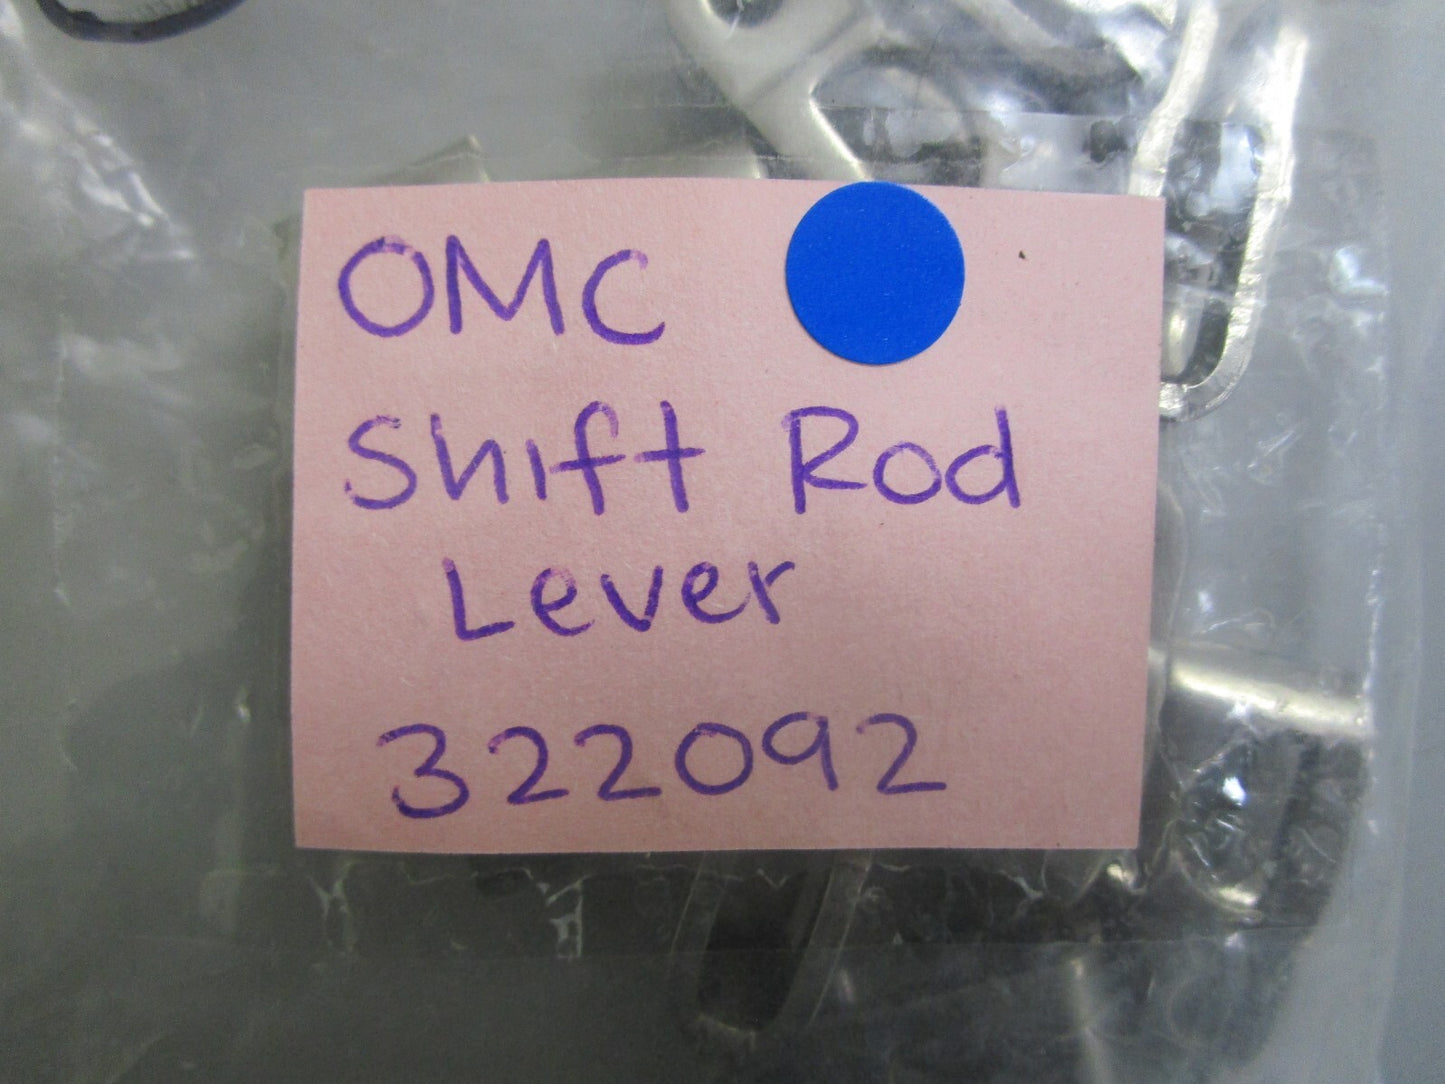 OMC
Shift Rod
Lever
322092